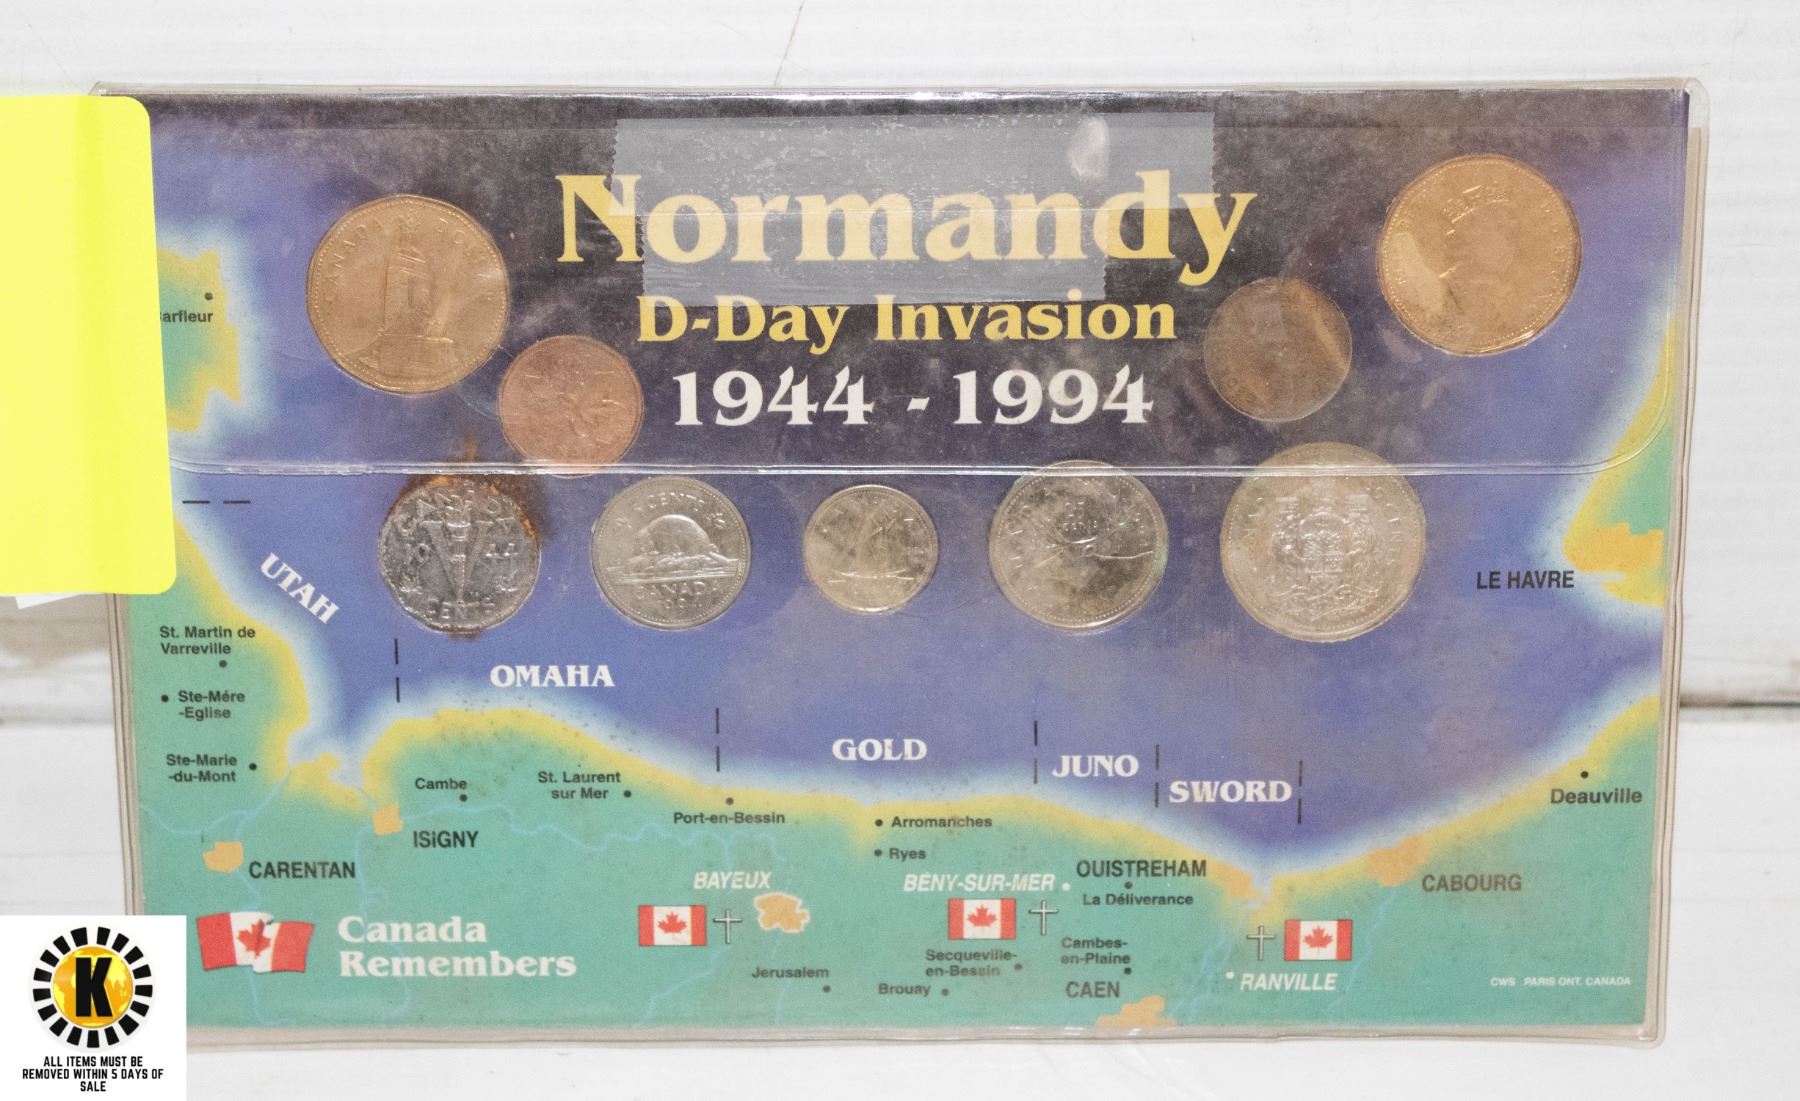 Normandy
D-Day Invasion
1944 - 1994
CANADA DOLL
arfleur
5 CENTS
CANADA
CENTS
UTAH
LE HAVRE
St. Martin de
Varreville
Ste-Mére
-Eglise
Ste-Marie
-du-Mont
OMAHA
GOLD
JUNO
SWORD
Cambe
St. Laurent
sur Mer
Port-en-Bessin
Deauville
ISiGNY
Arromanches
Ryes
CARENTAN
BAYEUX
BÈNY-SUR-MER
OUISTREHAM
La Déliverance
CABOURG
Canada
Remembers
Jerusalem
Secqueville-
en-Bessin
Brouay
Cambes-
en-Plaine
CAEN
RANVILLE
CWS PARIS ONT. CANADA
K
ALL ITEMS MUST BE
REMOVED WITHIN 5 DAYS OF
SALE